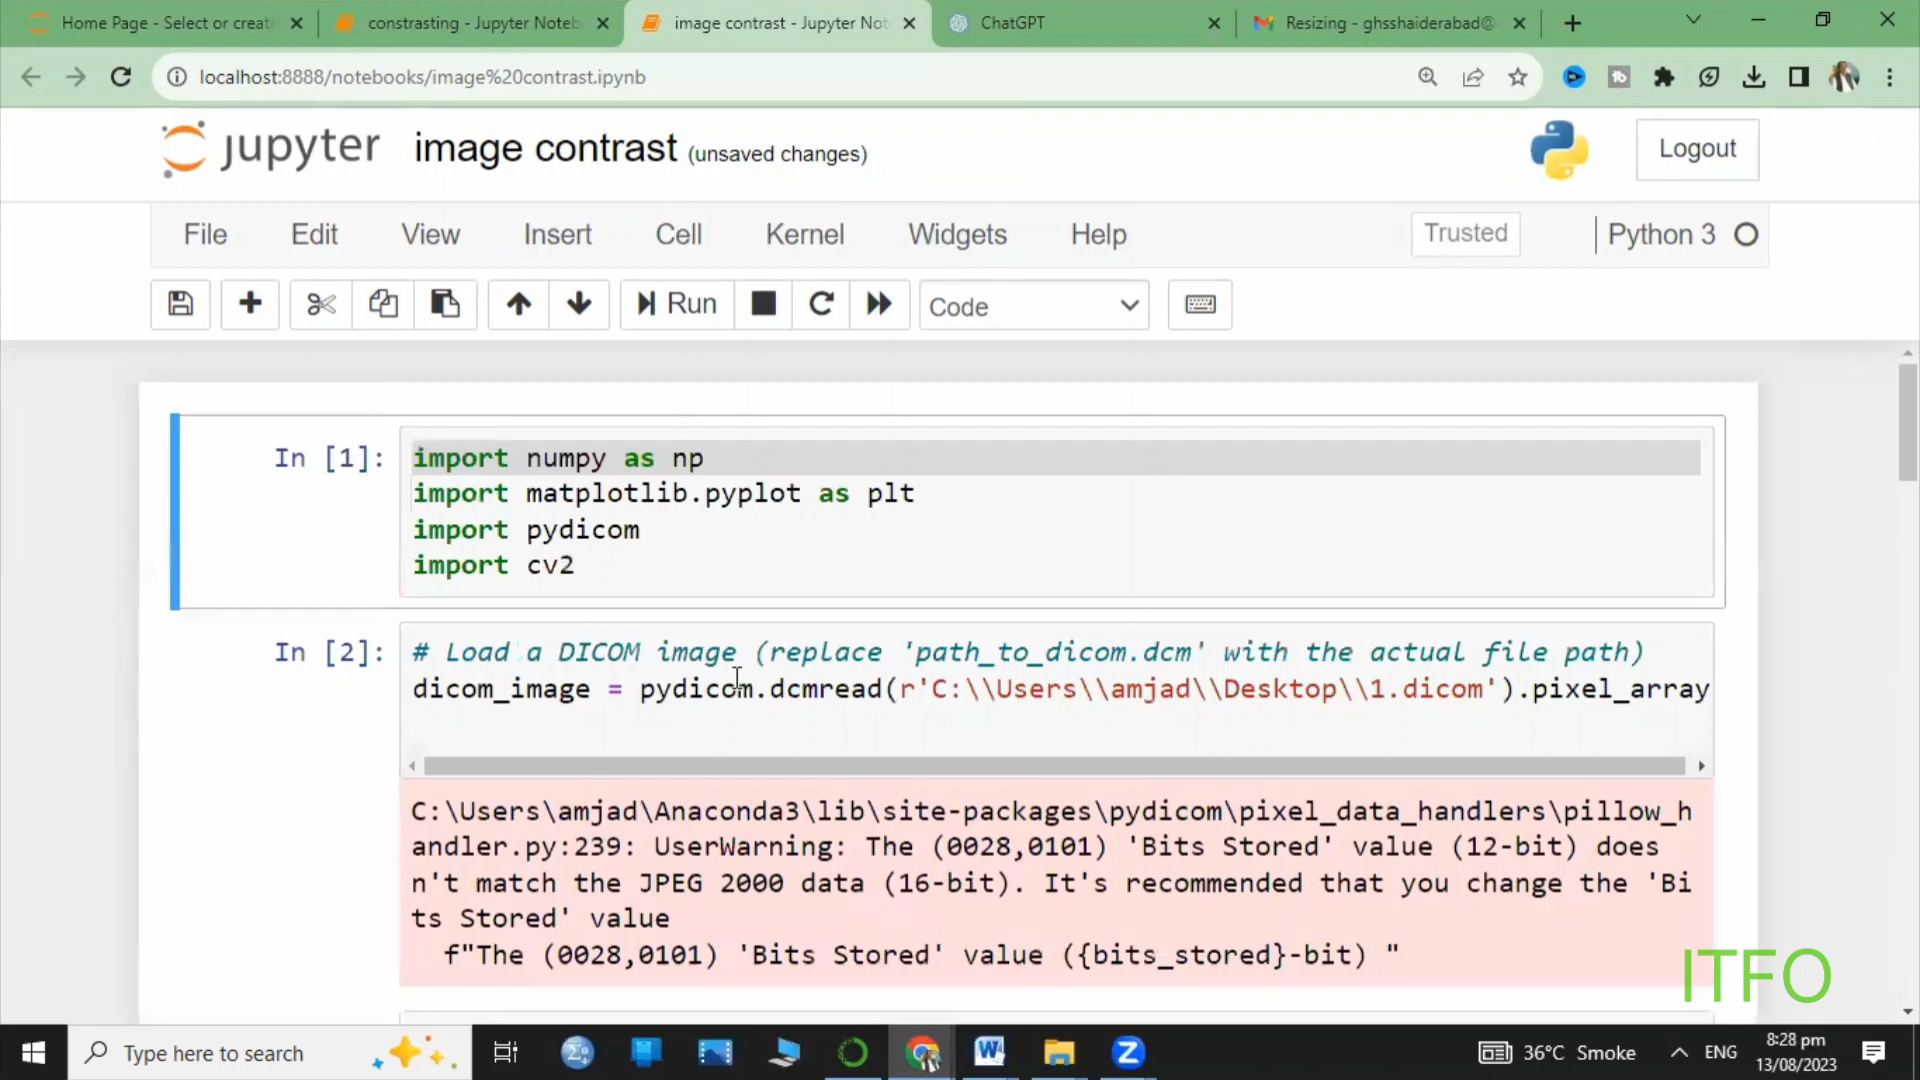 Home Page - Select or create
constrasting - Jupyter Noteb
image contrast - Jupyter Not
ChatGPT
Resizing - ghsshaiderabad@
localhost:8888/notebooks/image%20contrast.ipynb
jupyter image contrast (unsaved changes)
Logout
File Edit View Insert Cell Kernel Widgets Help Trusted Python 3
Run Code
In [1]: import numpy as np
import matplotlib.pyplot as plt
import pydicom
import cv2
In [2]: # Load a DICOM image (replace 'path_to_dicom.dcm' with the actual file path)
dicom_image = pydicom.dcmread(r'C:\\Users\\amjad\\Desktop\\1.dicom').pixel_array
C:\Users\amjad\Anaconda3\lib\site-packages\pydicom\pixel_data_handlers\pillow_h
andler.py:239: UserWarning: The (0028,0101) 'Bits Stored' value (12-bit) does
n't match the JPEG 2000 data (16-bit). It's recommended that you change the 'Bi
ts Stored' value
f"The (0028,0101) 'Bits Stored' value ({bits_stored}-bit) "
ITFO
Type here to search
36°C Smoke
ENG
8:28 pm
13/08/2023